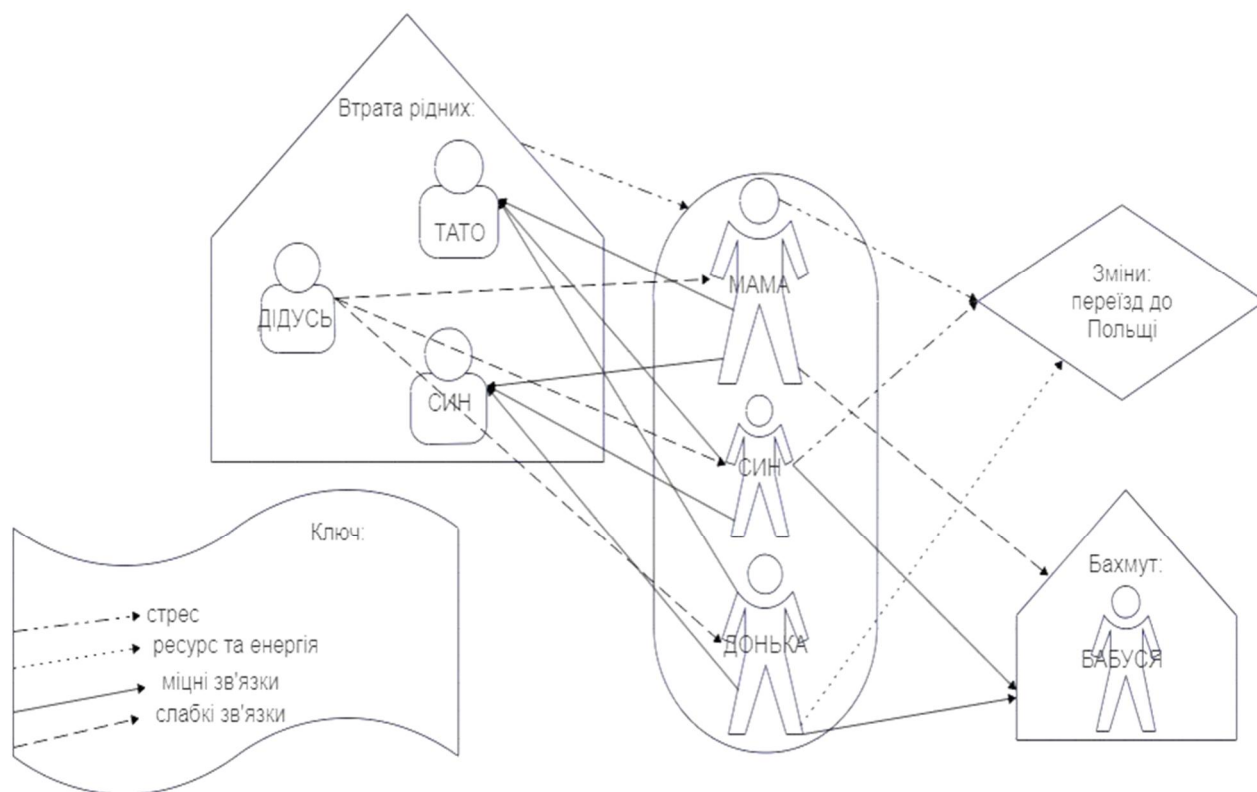 Втрата рідних:
ТАТО
ДІДУСЬ
СИН
МАМА
СИН
ДОНЬКА
Зміни:
переїзд до
Польщі
Бахмут:
БАБУСЯ
Ключ:
стрес
ресурс та енергія
міцні зв'язки
слабкі зв'язки